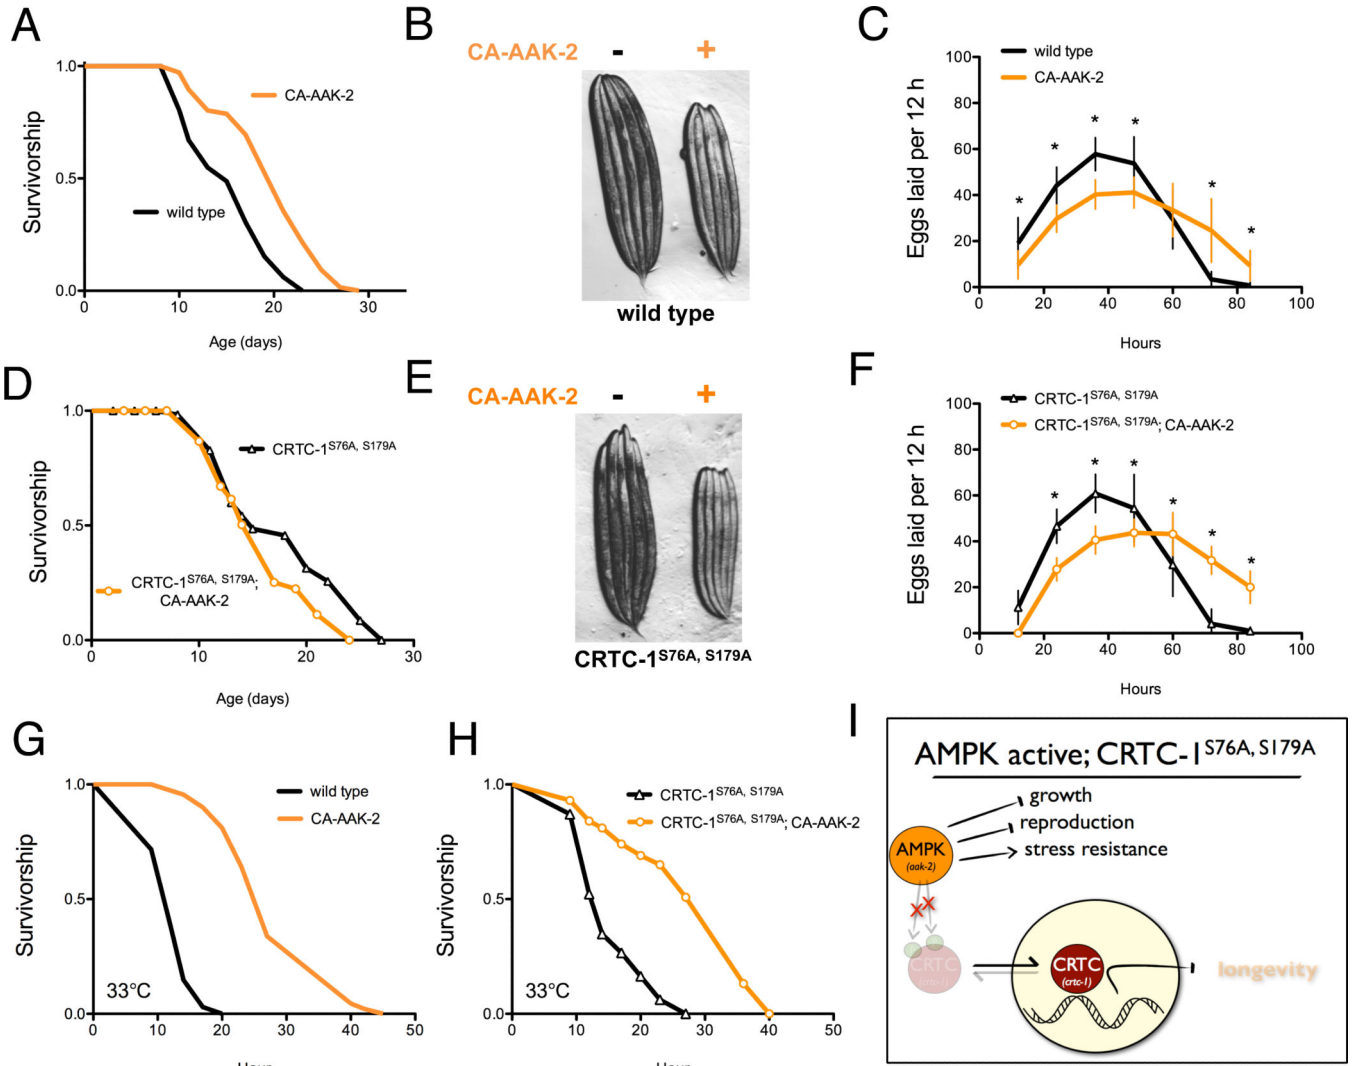 A
1.0
0.5
0.0
0
10
20
30
Survivorship
Age (days)
CA-AAK-2
wild type
B
CA-AAK-2 - +
wild type
C
wild type
CA-AAK-2
Eggs laid per 12 h
100
80
60
40
20
0
* * * * * *
0 20 40 60 80 100
Hours
D
1.0
0.5
0.0
0 10 20 30
Survivorship
Age (days)
CRTC-1S76A, S179A
CRTC-1S76A, S179A;
CA-AAK-2
E
CA-AAK-2 - +
CRTC-1S76A, S179A
F
CRTC-1S76A, S179A
CRTC-1S76A, S179A; CA-AAK-2
Eggs laid per 12 h
100
80
60
40
20
0
* * * * * *
0 20 40 60 80 100
Hours
G
1.0
0.5
0.0
0 10 20 30 40 50
Survivorship
wild type
CA-AAK-2
33°C
H
1.0
0.5
0.0
0 10 20 30 40 50
Survivorship
CRTC-1S76A, S179A
CRTC-1S76A, S179A; CA-AAK-2
33°C
I
AMPK active; CRTC-1S76A, S179A
growth
reproduction
stress resistance
AMPK
(aak-2)
X X
CRTC
(crtc-1)
CRTC
(crtc-1)
longevity